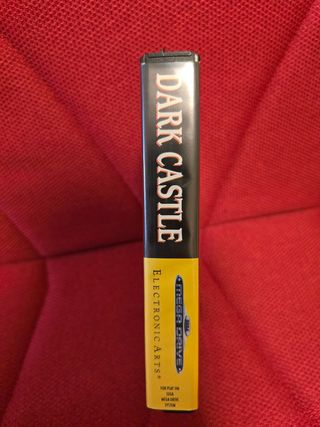 DARK CASTLE
MEGA DRIVE
ELECTRONIC ARTS®
FOR PLAY ON
SEGA
MEGA DRIVE
SYSTEM